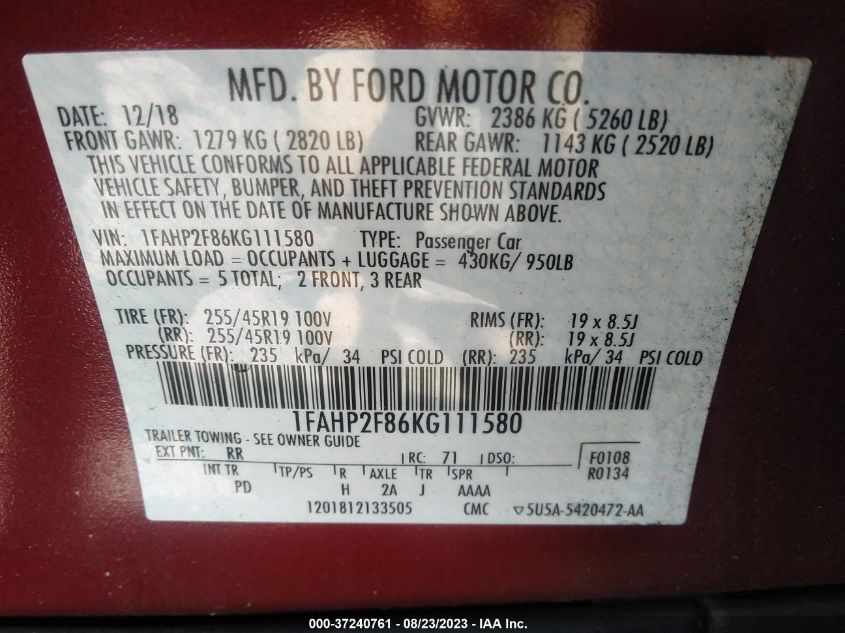 MFD. BY FORD MOTOR CO.
DATE: 12/18 GVWR: 2386 KG ( 5260 LB)
FRONT GAWR: 1279 KG ( 2820 LB) REAR GAWR: 1143 KG ( 2520 LB)
THIS VEHICLE CONFORMS TO ALL APPLICABLE FEDERAL MOTOR
VEHICLE SAFETY, BUMPER, AND THEFT PREVENTION STANDARDS
IN EFFECT ON THE DATE OF MANUFACTURE SHOWN ABOVE.
VIN: 1FAHP2F86KG111580 TYPE: Passenger Car
MAXIMUM LOAD = OCCUPANTS + LUGGAGE = 430KG/ 950LB
OCCUPANTS = 5 TOTAL; 2 FRONT, 3 REAR
TIRE (FR): 255/45R19 100V RIMS (FR): 19 x 8.5J
(RR): 255/45R19 100V (RR): 19 x 8.5J
PRESSURE (FR): 235 kPa/ 34 PSI COLD (RR): 235 kPa/ 34 PSI COLD
1FAHP2F86KG111580
TRAILER TOWING - SEE OWNER GUIDE
EXT PNT: RR RC: 71 DSO: F0108
INT TR TP/PS R AXLE TR SPR R0134
PD H 2A J AAAA
1201812133505 CMC ▽5U5A-5420472-AA
000-37240761 - 08/23/2023 - IAA Inc.